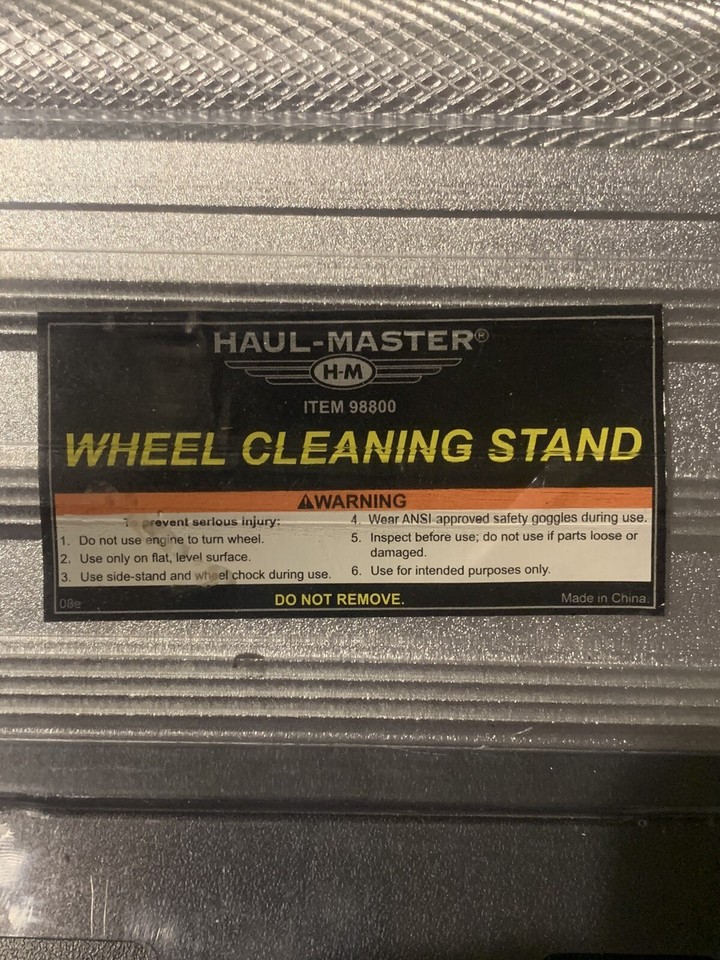 HAUL-MASTER®
H-M
ITEM 98800
WHEEL CLEANING STAND
⚠WARNING
To prevent serious injury:
1. Do not use engine to turn wheel.
2. Use only on flat, level surface.
3. Use side-stand and wheel chock during use.
4. Wear ANSI approved safety goggles during use.
5. Inspect before use; do not use if parts loose or
damaged.
6. Use for intended purposes only.
08e
DO NOT REMOVE.
Made in China.